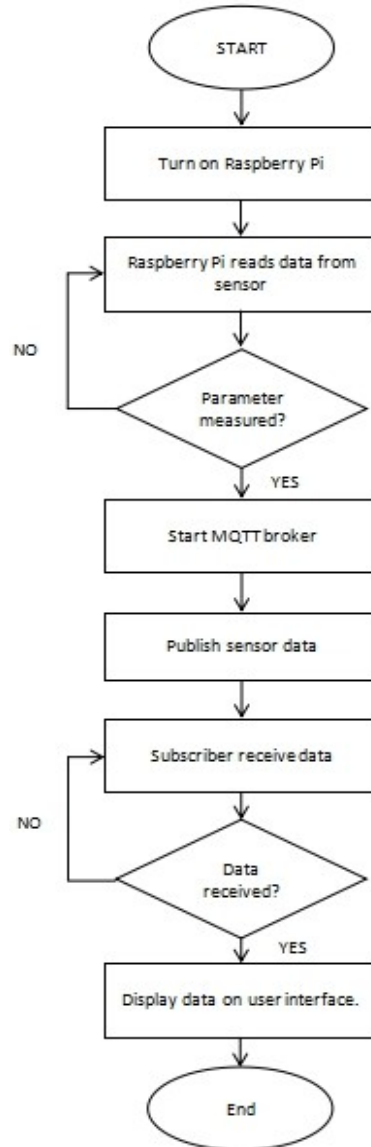 START
Turn on Raspberry Pi
Raspberry Pi reads data from
sensor
NO
Parameter
measured?
YES
Start MQTT broker
Publish sensor data
Subscriber receive data
NO
Data
received?
YES
Display data on user interface.
End